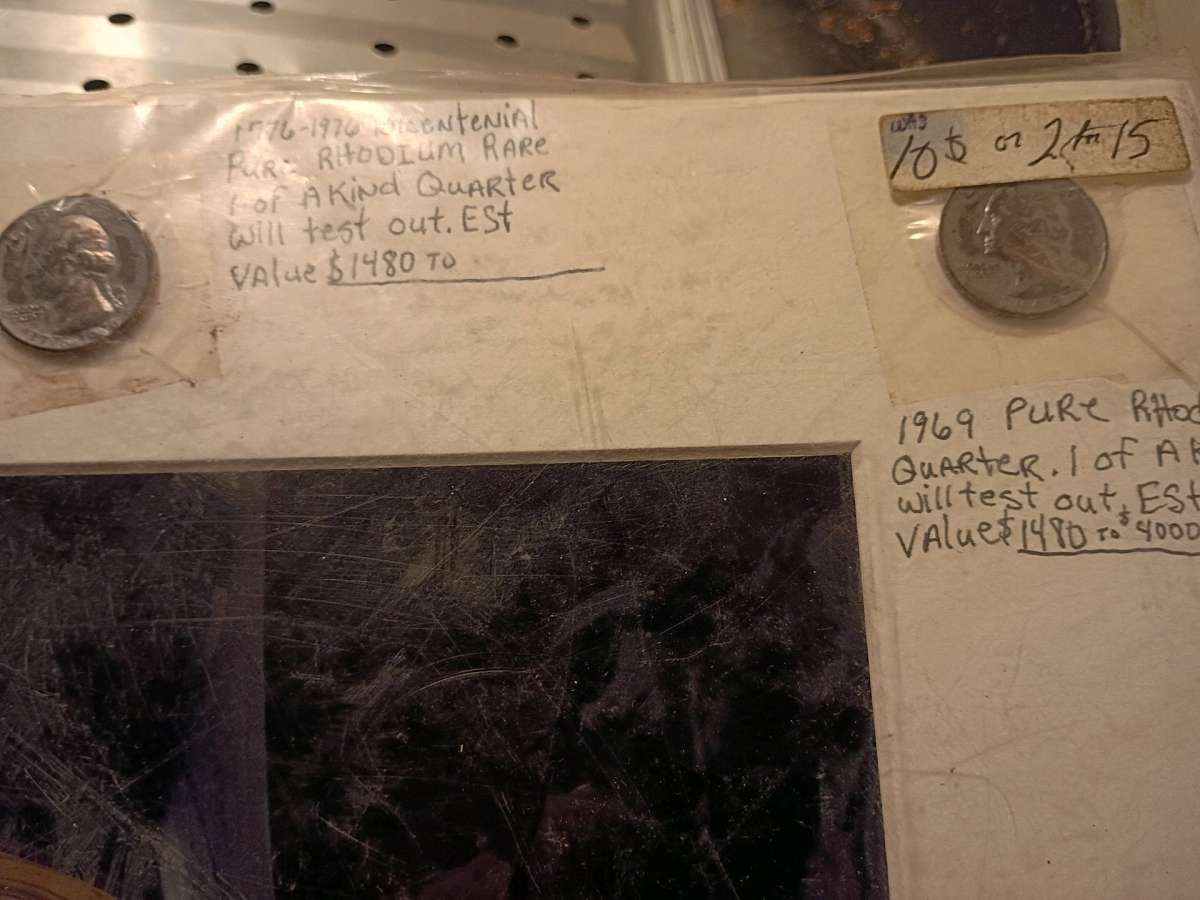 1776-1976 Bicentenial
Pure RHODIUM RARe
1 of A KiND QUARteR
will test out. ESt
VAlue $1480 TO
WAS
10$ or 2 for 15
1969 PURe RHod
QUARteR. 1 of A K
will test out. ESt
VAlue $1480 TO $4000